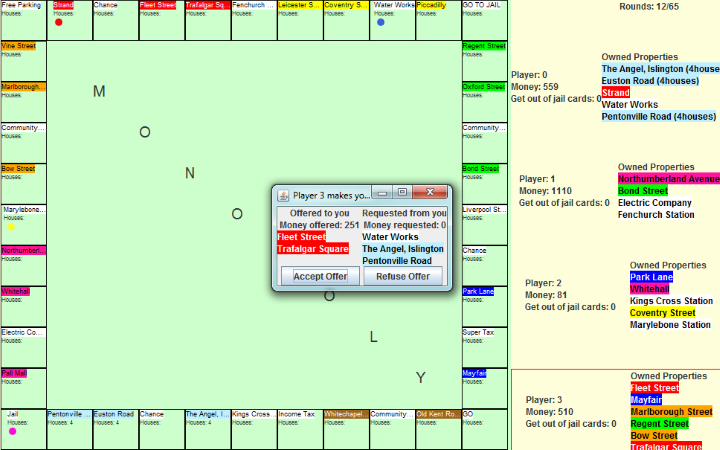 Free Parking
Houses:
Strand
Houses:
Chance
Fleet Street
Houses:
Trafalgar Sq...
Houses:
Fenchurch ...
Houses:
Leicester S...
Houses:
Coventry S...
Houses:
Water Works
Houses:
Piccadilly
Houses:
GO TO JAIL
Houses:
Vine Street
Houses:
Regent Street
Houses:
Marlborough...
Houses:
Oxford Street
Houses:
Community...
Houses:
Community...
Houses:
Bow Street
Houses:
Bond Street
Houses:
Marylebone...
Houses:
Liverpool St...
Houses:
Northumberl...
Houses:
Chance
Houses:
Whitehall
Houses:
Park Lane
Houses:
Electric Co...
Houses:
Super Tax
Houses:
Pall Mall
Houses:
Mayfair
Houses:
Jail
Houses:
Pentonville ...
Houses: 4
Euston Road
Houses: 4
Chance
Houses:
The Angel, I...
Houses: 4
Kings Cross...
Houses:
Income Tax
Houses:
Whitechapel...
Houses:
Community...
Houses:
Old Kent Ro...
Houses:
GO
Houses:
M
O
N
O
O
L
Y
Player 3 makes yo...
Offered to you
Requested from you
Money offered: 251
Money requested: 0
Fleet Street
Water Works
Trafalgar Square
The Angel, Islington
Pentonville Road
Accept Offer
Refuse Offer
Rounds: 12/65
Player: 0
Money: 559
Get out of jail cards: 0
Owned Properties
The Angel, Islington (4house
Euston Road (4houses)
Strand
Water Works
Pentonville Road (4houses)
Player: 1
Money: 1110
Get out of jail cards: 0
Owned Properties
Northumberland Avenue
Bond Street
Electric Company
Fenchurch Station
Player: 2
Money: 81
Get out of jail cards: 0
Owned Properties
Park Lane
Whitehall
Kings Cross Station
Coventry Street
Marylebone Station
Player: 3
Money: 510
Get out of jail cards: 0
Owned Properties
Fleet Street
Mayfair
Marlborough Street
Regent Street
Bow Street
Trafalgar Square